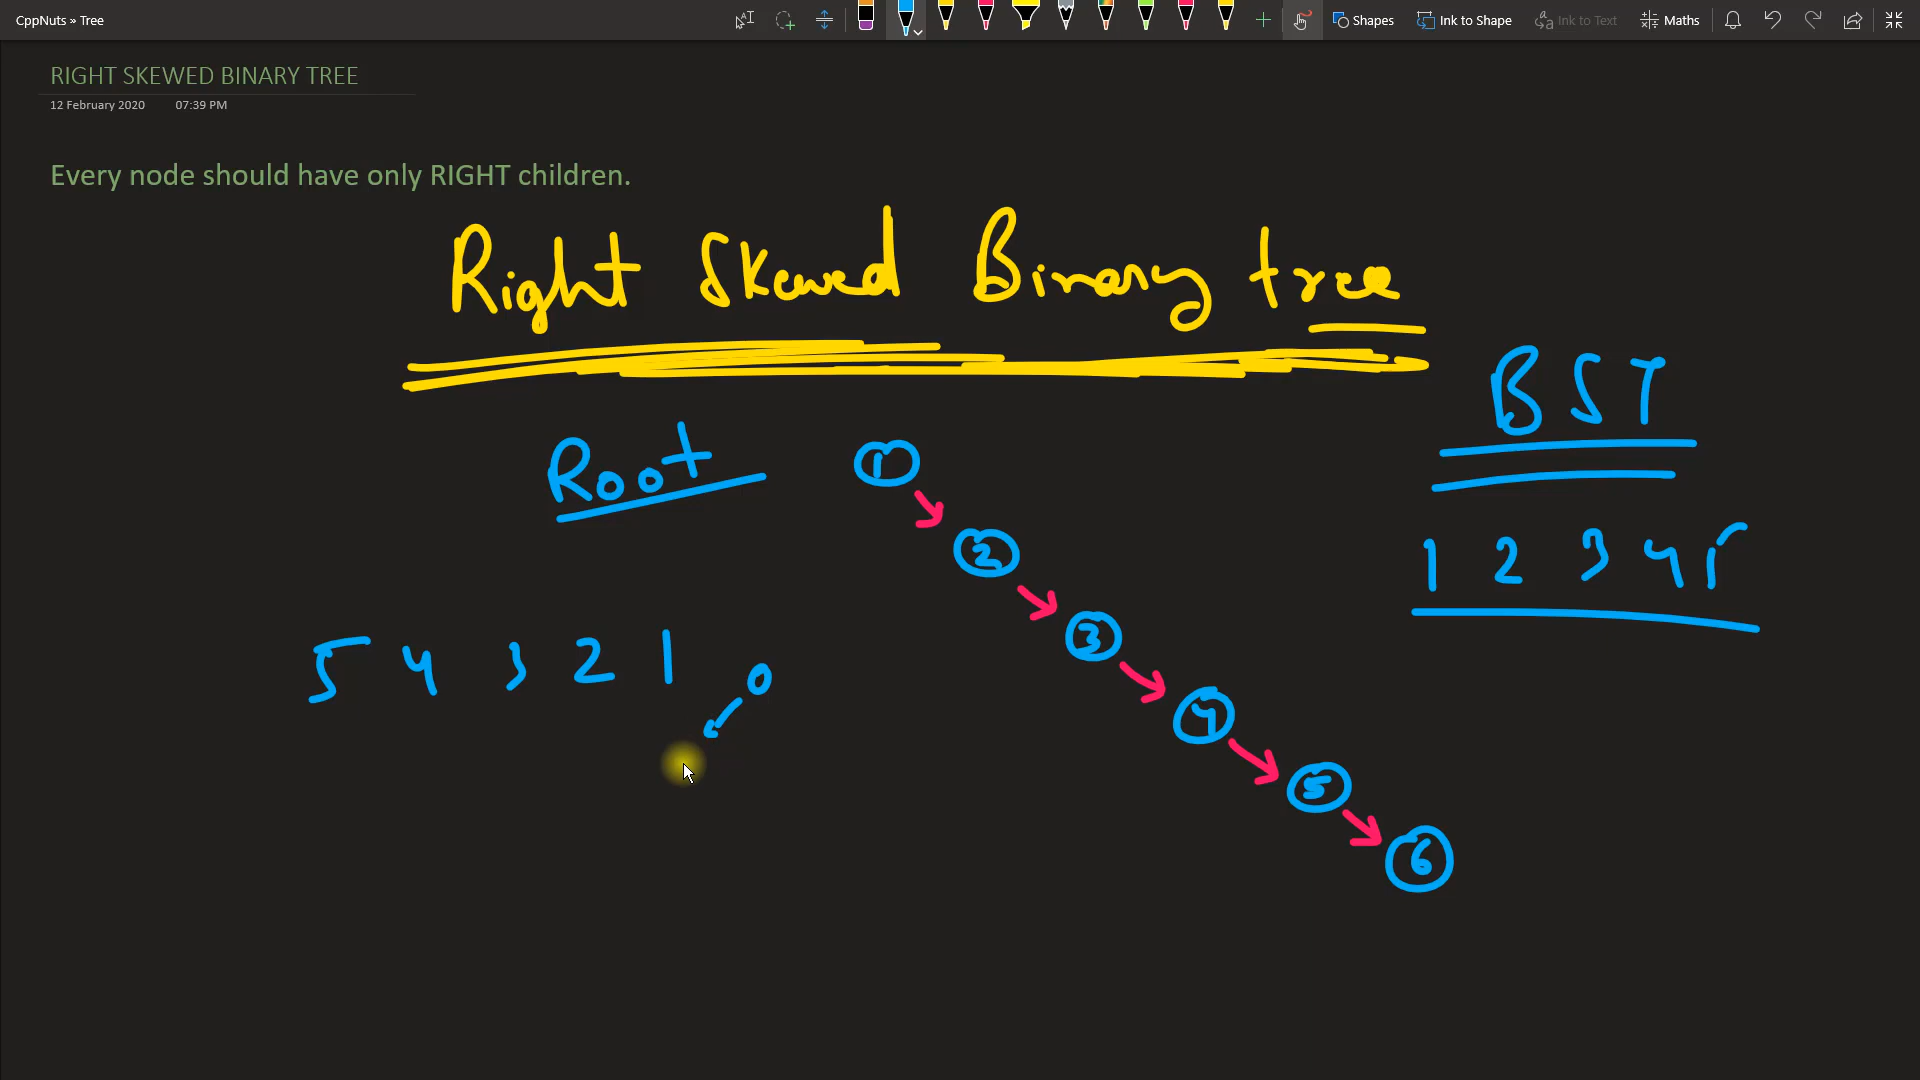 CppNuts » Tree
Shapes Ink to Shape Ink to Text Maths
RIGHT SKEWED BINARY TREE
12 February 2020 07:39 PM
Every node should have only RIGHT children.
Right Skewed Binary tree
BST
Root
1
2
1 2 3 4 5
3
5 4 3 2 1 0
4
5
6